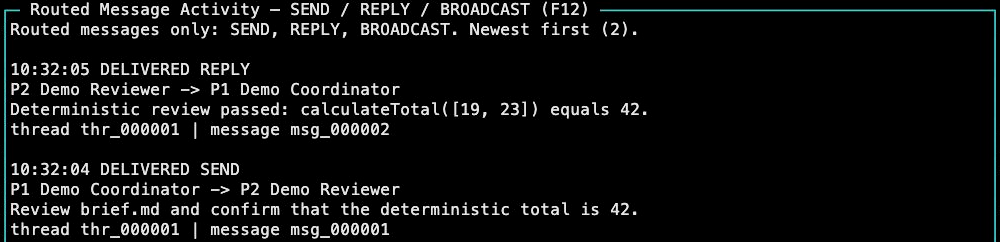 Routed Message Activity — SEND / REPLY / BROADCAST (F12)
Routed messages only: SEND, REPLY, BROADCAST. Newest first (2).
10:32:05 DELIVERED REPLY
P2 Demo Reviewer -> P1 Demo Coordinator
Deterministic review passed: calculateTotal([19, 23]) equals 42.
thread thr_000001 | message msg_000002
10:32:04 DELIVERED SEND
P1 Demo Coordinator -> P2 Demo Reviewer
Review brief.md and confirm that the deterministic total is 42.
thread thr_000001 | message msg_000001